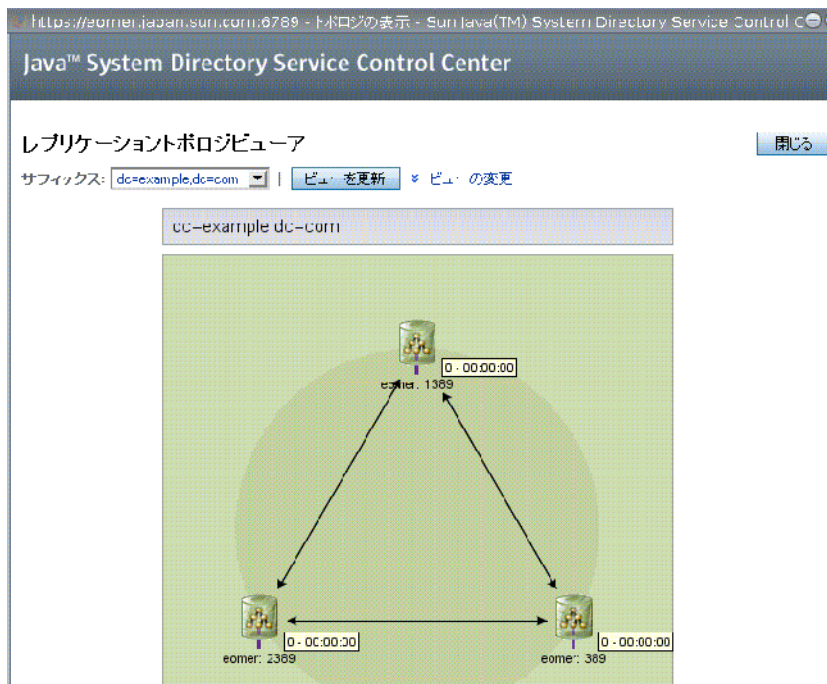 https://eomer.japan.sun.com:6789 - トポロジの表示 - Sun Java(TM) System Directory Service Control C
Java™ System Directory Service Control Center
レプリケーショントポロジビューア
閉じる
サフィックス: dc=example,dc=com | ビューを更新 ビューの変更
dc=example,dc=com
0 - 00:00:00
eomer: 1389
0 - 00:00:00
0 - 00:00:00
eomer: 2389
eomer: 389